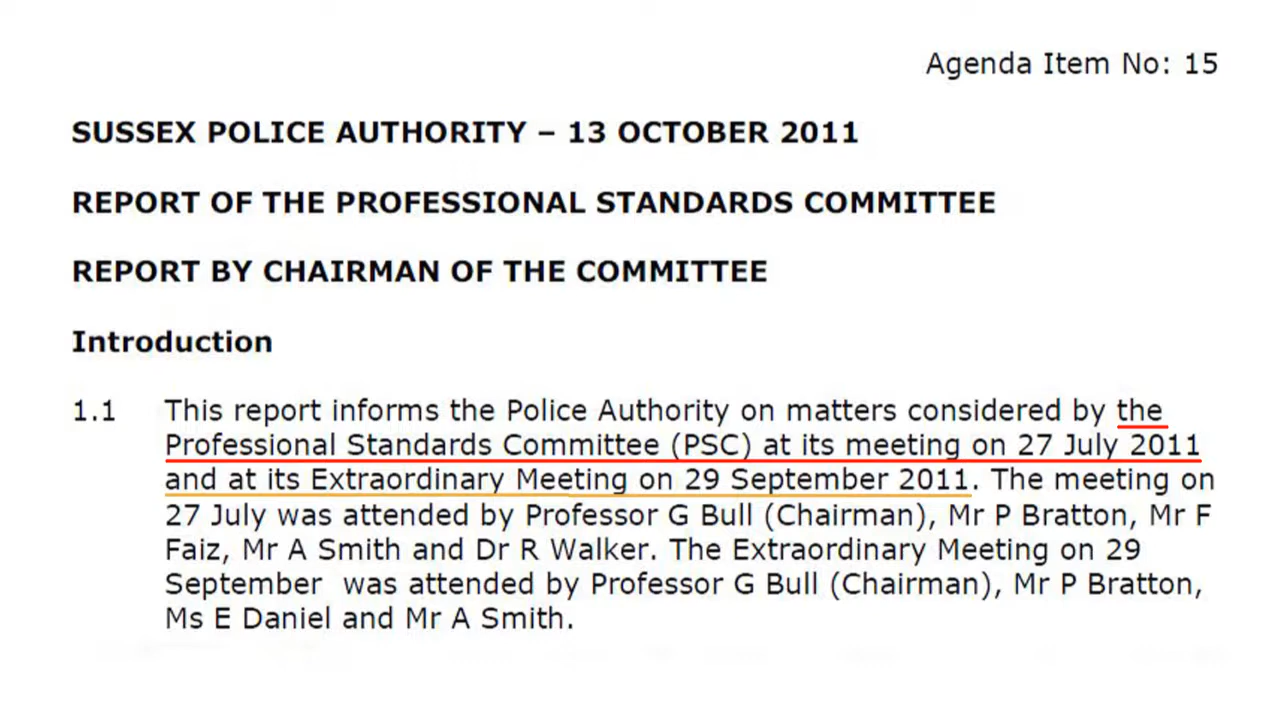 Agenda Item No: 15
SUSSEX POLICE AUTHORITY – 13 OCTOBER 2011
REPORT OF THE PROFESSIONAL STANDARDS COMMITTEE
REPORT BY CHAIRMAN OF THE COMMITTEE
Introduction
1.1 This report informs the Police Authority on matters considered by the
Professional Standards Committee (PSC) at its meeting on 27 July 2011
and at its Extraordinary Meeting on 29 September 2011. The meeting on
27 July was attended by Professor G Bull (Chairman), Mr P Bratton, Mr F
Faiz, Mr A Smith and Dr R Walker. The Extraordinary Meeting on 29
September was attended by Professor G Bull (Chairman), Mr P Bratton,
Ms E Daniel and Mr A Smith.